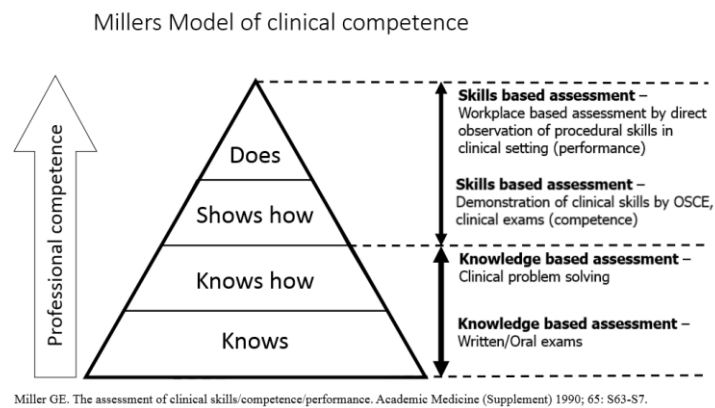 Millers Model of clinical competence
Professional competence
Does
Shows how
Knows how
Knows
Skills based assessment –
Workplace based assessment by direct
observation of procedural skills in
clinical setting (performance)
Skills based assessment –
Demonstration of clinical skills by OSCE,
clinical exams (competence)
Knowledge based assessment –
Clinical problem solving
Knowledge based assessment –
Written/Oral exams
Miller GE. The assessment of clinical skills/competence/performance. Academic Medicine (Supplement) 1990; 65: S63-S7.